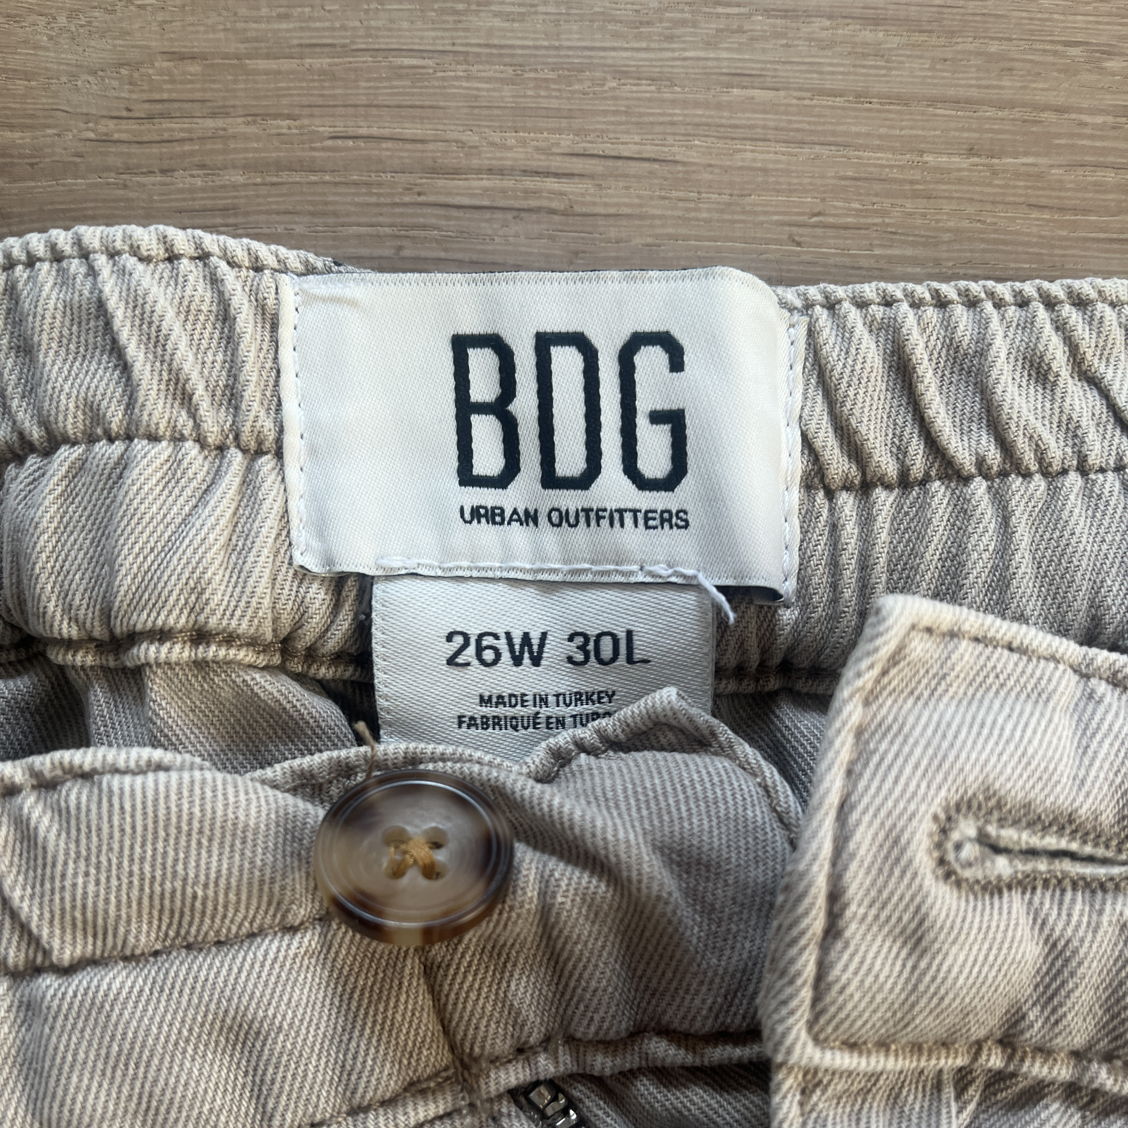 BDG
URBAN OUTFITTERS
26W 30L
MADE IN TURKEY
FABRIQUÉ EN